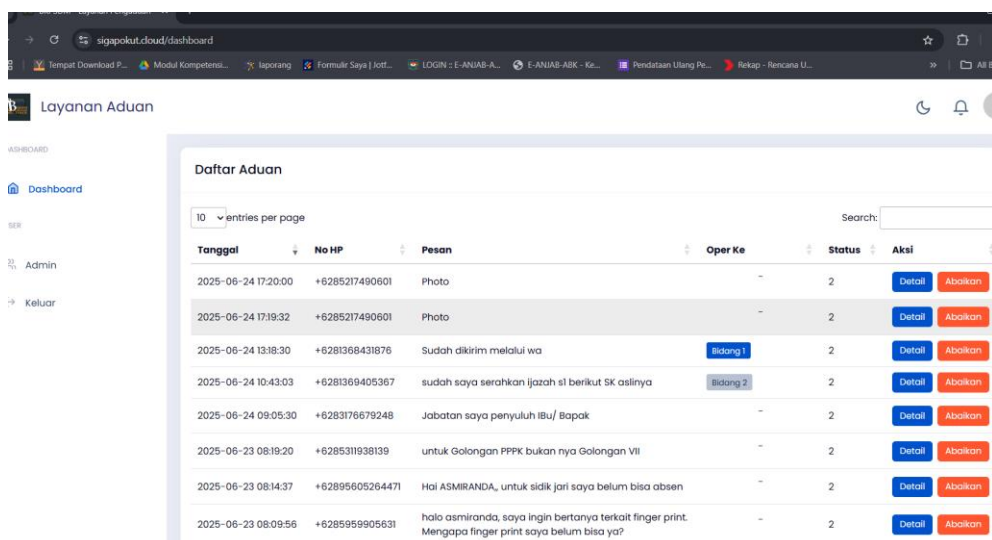 sigapokut.cloud/dashboard
Tempat Download P... Modul Kompetensi... laporang Formulir Saya | Jotf... LOGIN :: E-ANJAB-A... E-ANJAB-ABK - Ke... Pendataan Ulang Pe... Rekap - Rencana U... »
Layanan Aduan
Dashboard
Admin
Keluar
Daftar Aduan
10 entries per page Search:
Tanggal No HP Pesan Oper Ke Status Aksi
2025-06-24 17:20:00 +6285217490601 Photo - 2 Detail Abaikan
2025-06-24 17:19:32 +6285217490601 Photo - 2 Detail Abaikan
2025-06-24 13:18:30 +6281368431876 Sudah dikirim melalui wa Bidang 1 2 Detail Abaikan
2025-06-24 10:43:03 +6281369405367 sudah saya serahkan ijazah s1 berikut SK aslinya Bidang 2 2 Detail Abaikan
2025-06-24 09:05:30 +6283176679248 Jabatan saya penyuluh IBu/ Bapak - 2 Detail Abaikan
2025-06-23 08:19:20 +6285311938139 untuk Golongan PPPK bukan nya Golongan VII - 2 Detail Abaikan
2025-06-23 08:14:37 +62895605264471 Hai ASMIRANDA,, untuk sidik jari saya belum bisa absen - 2 Detail Abaikan
2025-06-23 08:09:56 +6285959905631 halo asmiranda, saya ingin bertanya terkait finger print. - 2 Detail Abaikan
Mengapa finger print saya belum bisa ya?